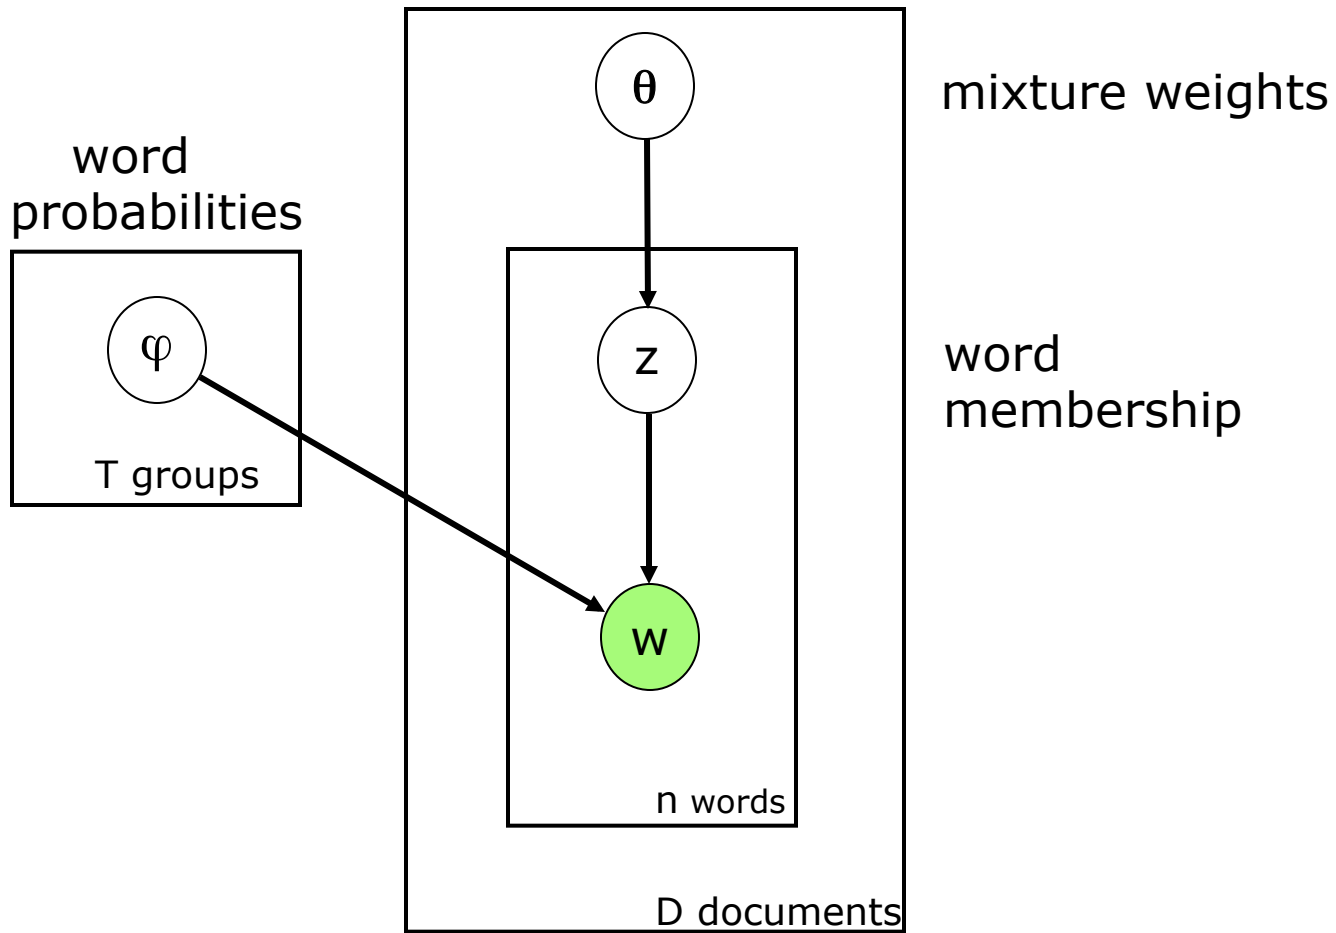 θ
mixture weights
word
probabilities
φ
T groups
z
word
membership
w
n words
D documents